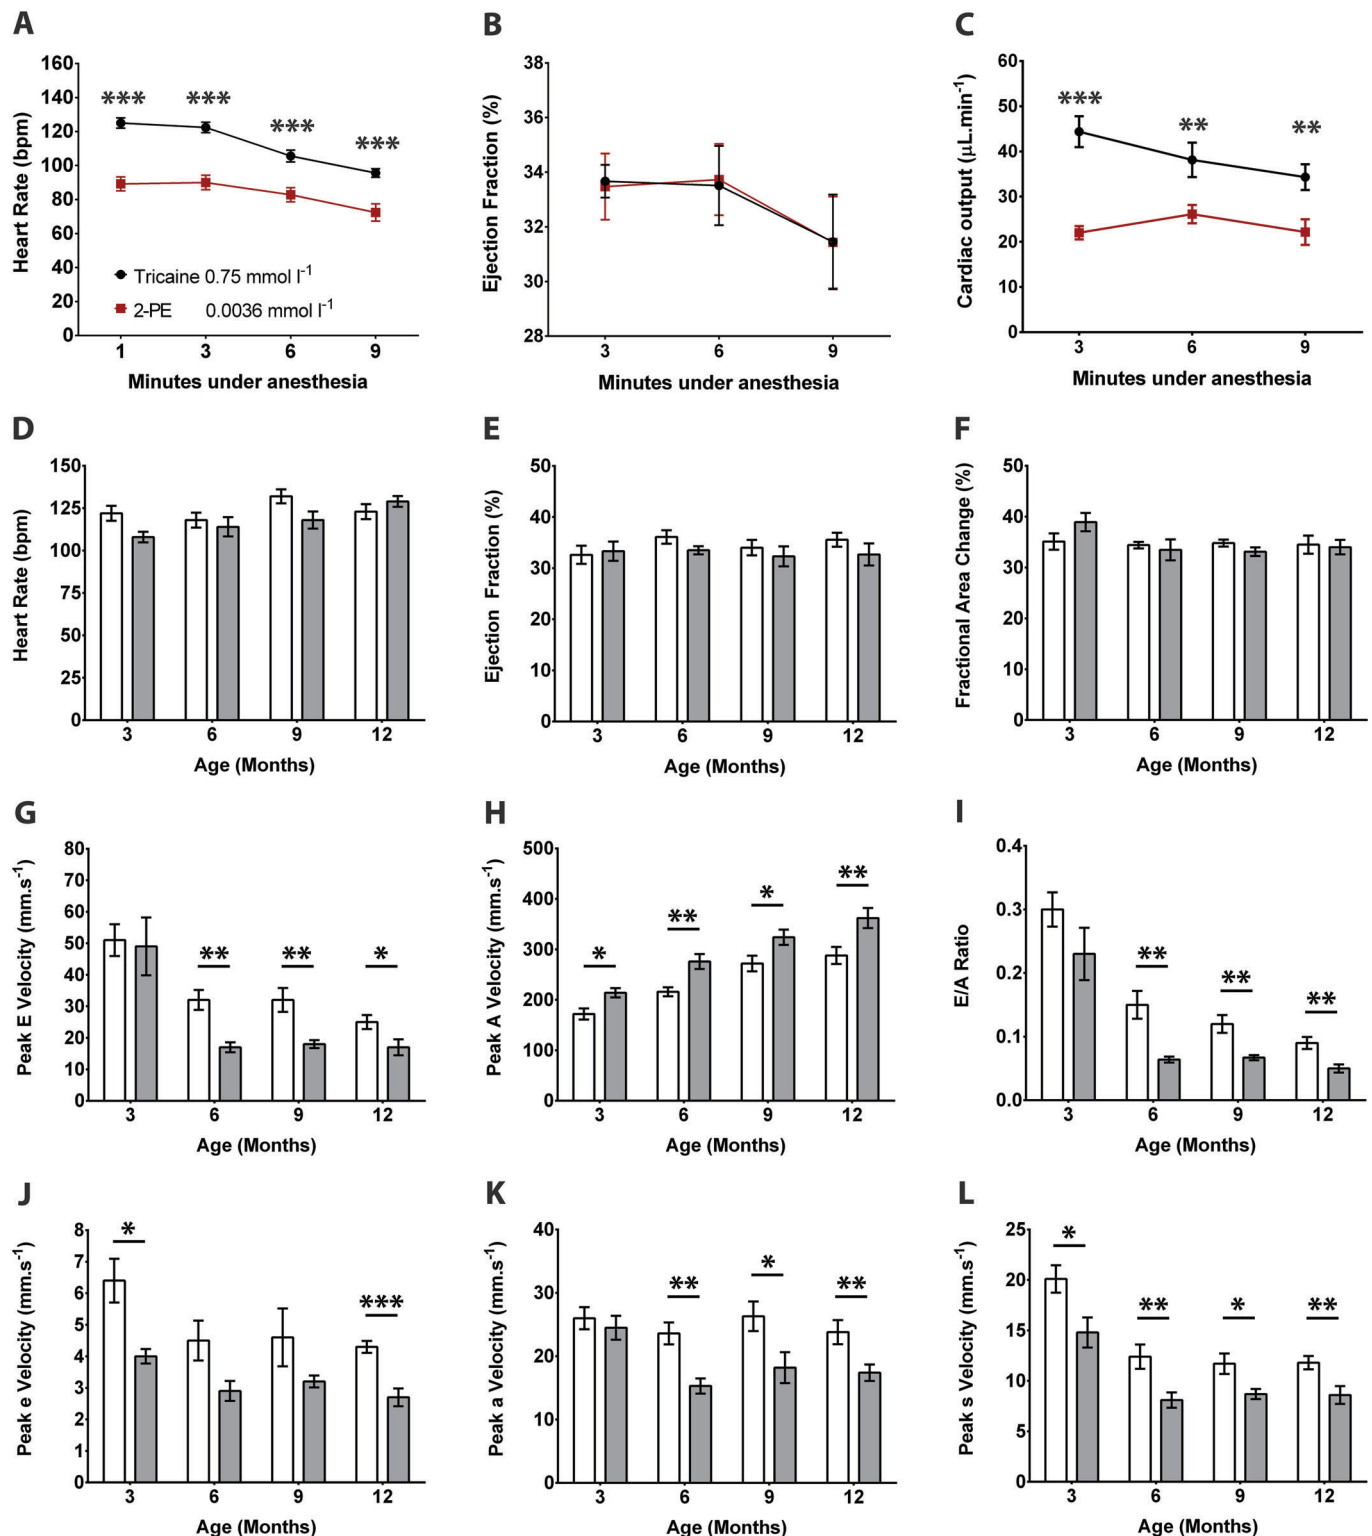 A
Heart Rate (bpm)
160
140
120
100
80
60
40
20
0
*** *** *** ***
Tricaine 0.75 mmol l-1
2-PE 0.0036 mmol l-1
1 3 6 9
Minutes under anesthesia
B
Ejection Fraction (%)
38
36
34
32
30
28
3 6 9
Minutes under anesthesia
C
Cardiac output (µL.min-1)
60
50
40
30
20
10
0
*** ** **
3 6 9
Minutes under anesthesia
D
Heart Rate (bpm)
150
125
100
75
50
25
0
3 6 9 12
Age (Months)
E
Ejection Fraction (%)
50
40
30
20
10
0
3 6 9 12
Age (Months)
F
Fractional Area Change (%)
50
40
30
20
10
0
3 6 9 12
Age (Months)
G
Peak E Velocity (mm.s-1)
80
70
60
50
40
30
20
10
0
** ** *
3 6 9 12
Age (Months)
H
Peak A Velocity (mm.s-1)
500
400
300
200
100
0
* ** * **
3 6 9 12
Age (Months)
I
E/A Ratio
0.4
0.3
0.2
0.1
0.0
** ** **
3 6 9 12
Age (Months)
J
Peak e Velocity (mm.s-1)
8
7
6
5
4
3
2
1
0
* ***
3 6 9 12
Age (Months)
K
Peak a Velocity (mm.s-1)
40
30
20
10
0
** * **
3 6 9 12
Age (Months)
L
Peak s Velocity (mm.s-1)
25
20
15
10
5
0
* ** * **
3 6 9 12
Age (Months)